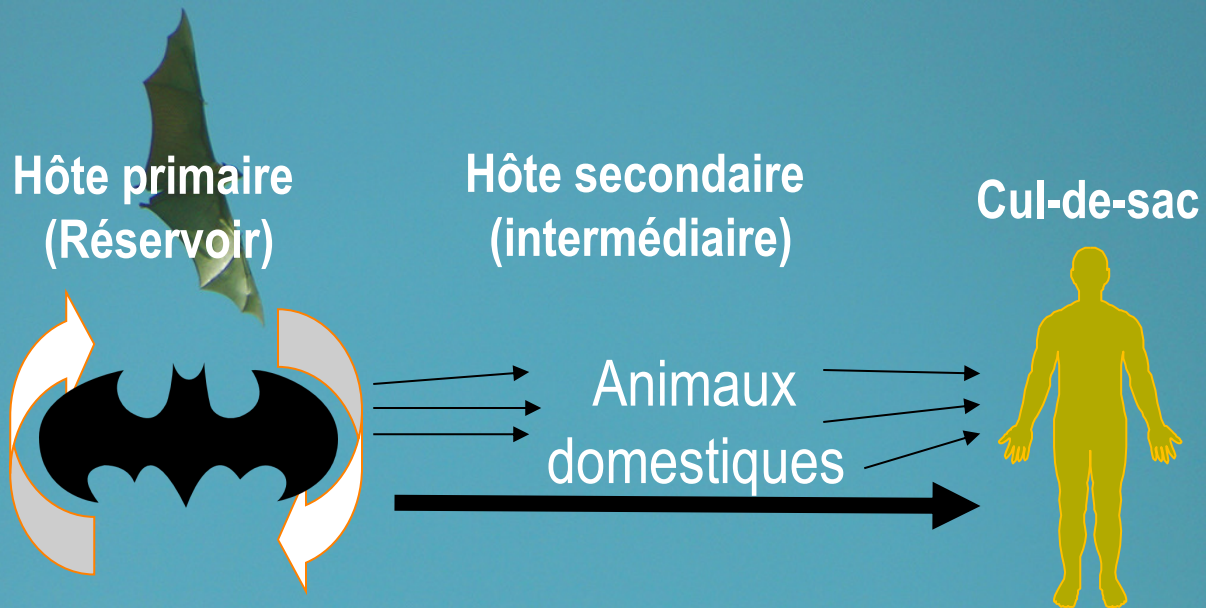 Hôte primaire
(Réservoir)
Hôte secondaire
(intermédiaire)
Cul-de-sac
Animaux
domestiques